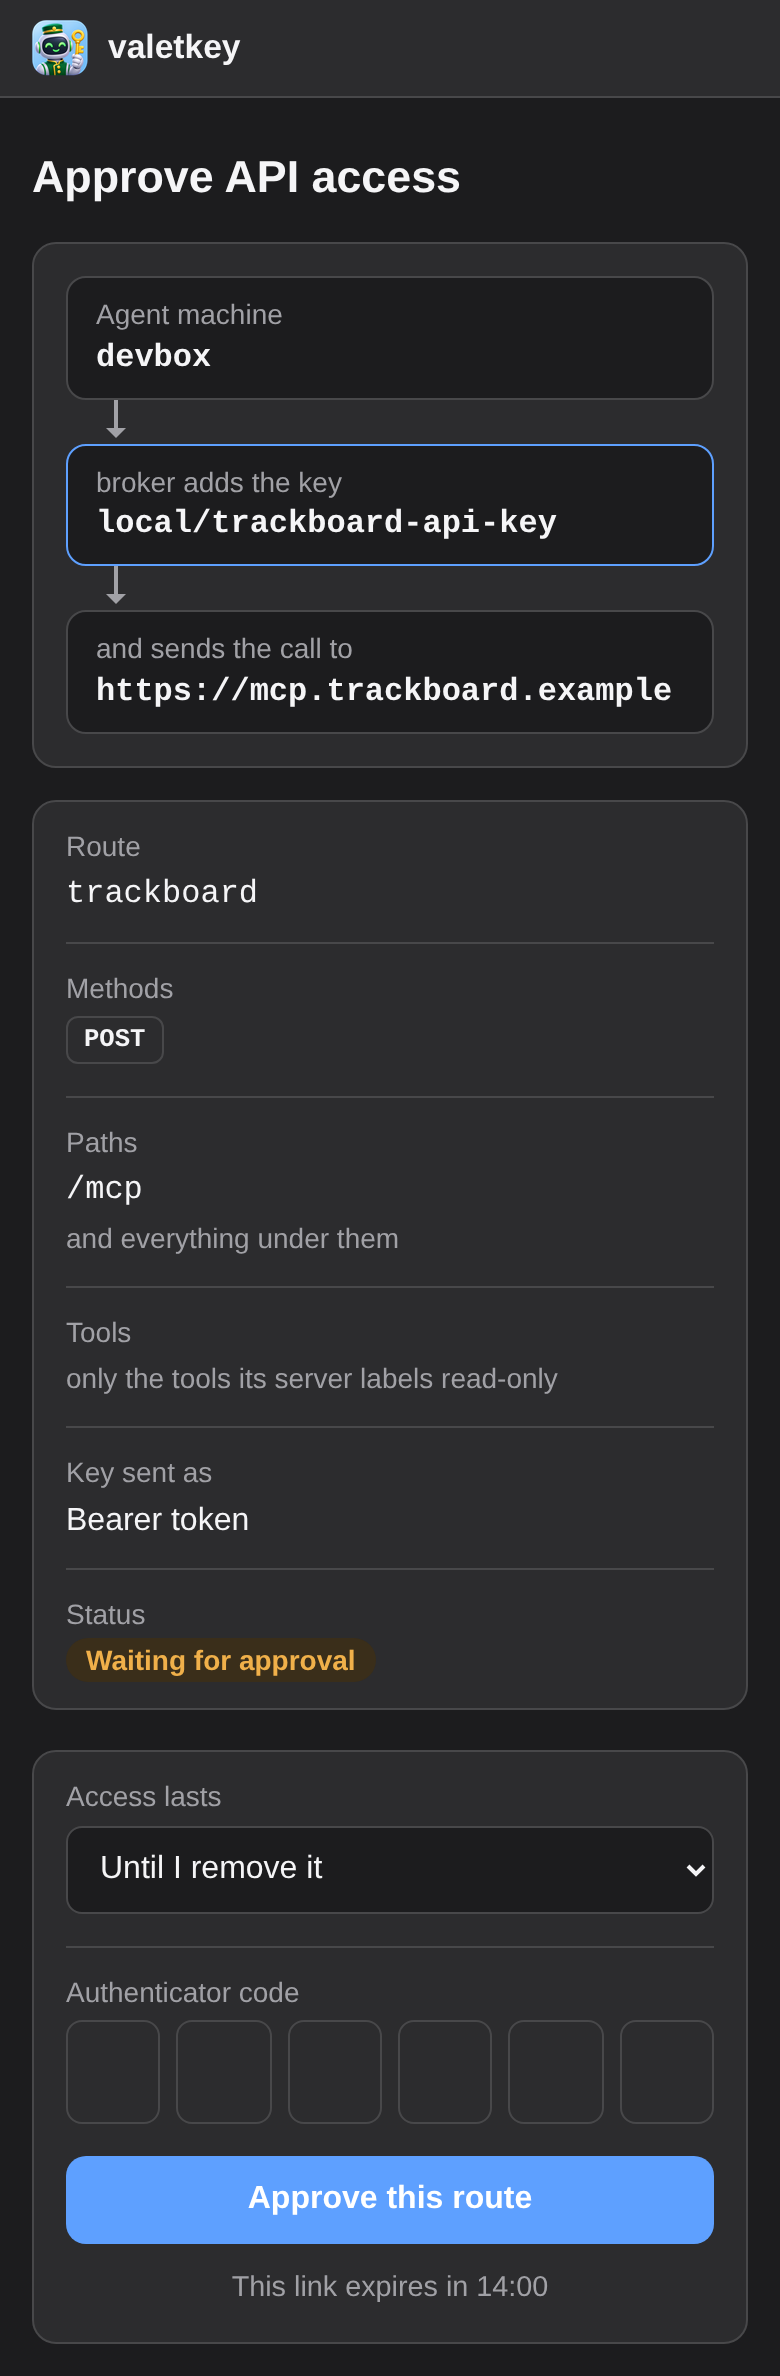 valetkey
Approve API access
Agent machine
devbox
broker adds the key
local/trackboard-api-key
and sends the call to
https://mcp.trackboard.example
Route
trackboard
Methods
POST
Paths
/mcp
and everything under them
Tools
only the tools its server labels read-only
Key sent as
Bearer token
Status
Waiting for approval
Access lasts
Until I remove it
Authenticator code
Approve this route
This link expires in 14:00